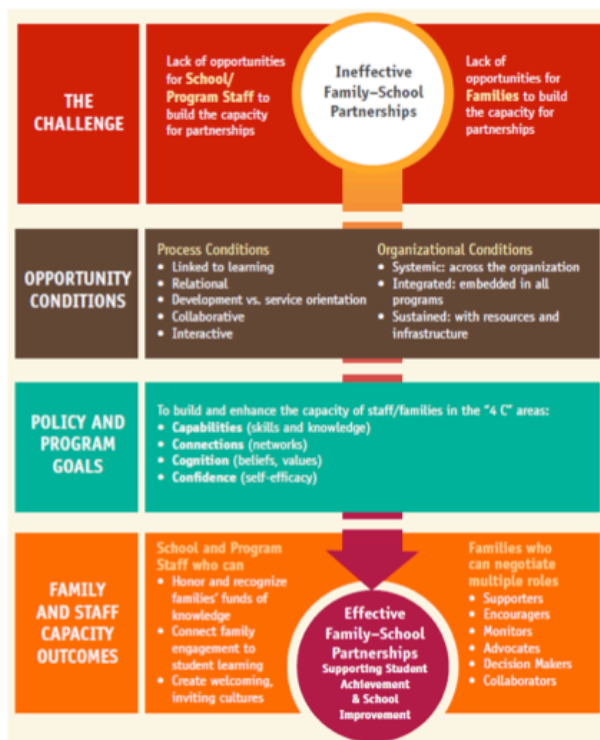 THE
CHALLENGE
Lack of opportunities
for School/
Program Staff to
build the capacity
for partnerships
Ineffective
Family–School
Partnerships
Lack of
opportunities for
Families to build
the capacity for
partnerships
OPPORTUNITY
CONDITIONS
Process Conditions
• Linked to learning
• Relational
• Development vs. service orientation
• Collaborative
• Interactive
Organizational Conditions
• Systemic: across the organization
• Integrated: embedded in all
programs
• Sustained: with resources and
infrastructure
POLICY AND
PROGRAM
GOALS
To build and enhance the capacity of staff/families in the “4 C” areas:
• Capabilities (skills and knowledge)
• Connections (networks)
• Cognition (beliefs, values)
• Confidence (self-efficacy)
FAMILY
AND STAFF
CAPACITY
OUTCOMES
School and Program
Staff who can
• Honor and recognize
families’ funds of
knowledge
• Connect family
engagement to
student learning
• Create welcoming,
inviting cultures
Effective
Family–School
Partnerships
Supporting Student
Achievement
& School
Improvement
Families who
can negotiate
multiple roles
• Supporters
• Encouragers
• Monitors
• Advocates
• Decision Makers
• Collaborators